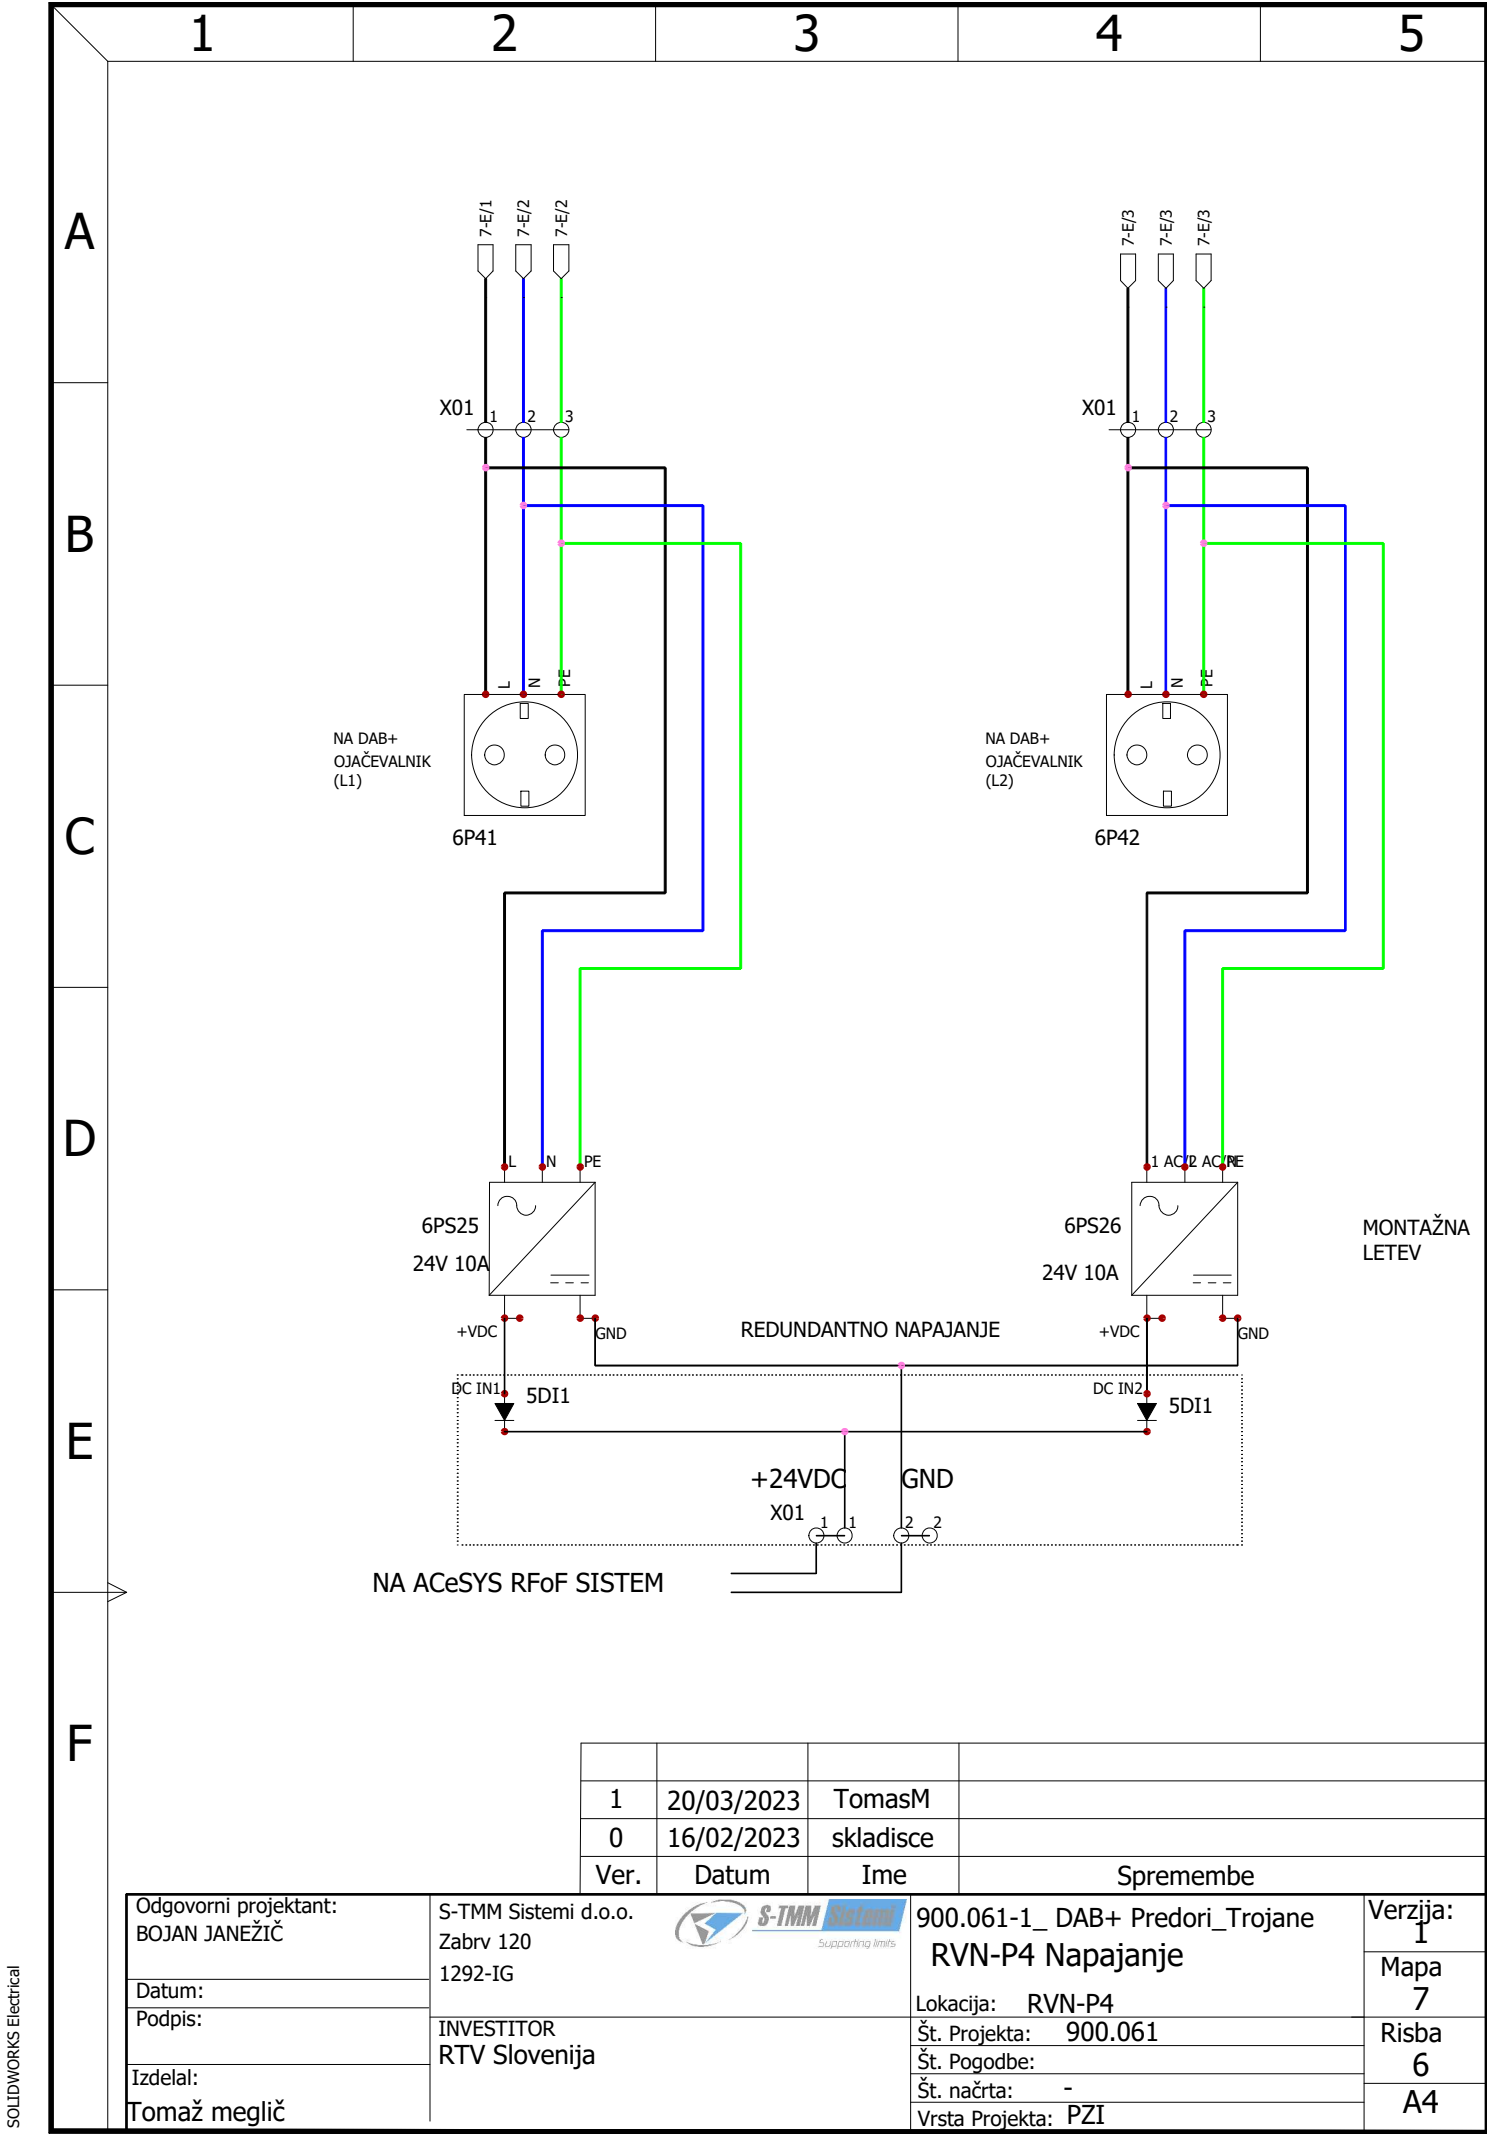 1 2 3 4 5
A
7-E/1 7-E/2 7-E/2
7-E/3 7-E/3 7-E/3
X01 1 2 3
X01 1 2 3
B
L N PE
L N PE
NA DAB+
OJAČEVALNIK
(L1)
6P41
NA DAB+
OJAČEVALNIK
(L2)
6P42
C
D
L N PE
6PS25
24V 10A
+VDC GND
6PS26
24V 10A
+VDC GND
MONTAŽNA
LETEV
REDUNDANTNO NAPAJANJE
DC IN1 5DI1
DC IN2 5DI1
E
+24VDC GND
X01 1 1 2 2
NA ACeSYS RFoF SISTEM
F
1 20/03/2023 TomasM
0 16/02/2023 skladisce
Ver. Datum Ime Spremembe
Odgovorni projektant:
BOJAN JANEŽIČ
Datum:
Podpis:
Izdelal:
Tomaž meglič
S-TMM Sistemi d.o.o.
Zabrv 120
1292-IG
S-TMM Sistemi
Supporting limits
INVESTITOR
RTV Slovenija
900.061-1_ DAB+ Predori_Trojane
RVN-P4 Napajanje
Lokacija: RVN-P4
Št. Projekta: 900.061
Št. Pogodbe:
Št. načrta: -
Vrsta Projekta: PZI
Verzija:
1
Mapa
7
Risba
6
A4
SOLIDWORKS Electrical